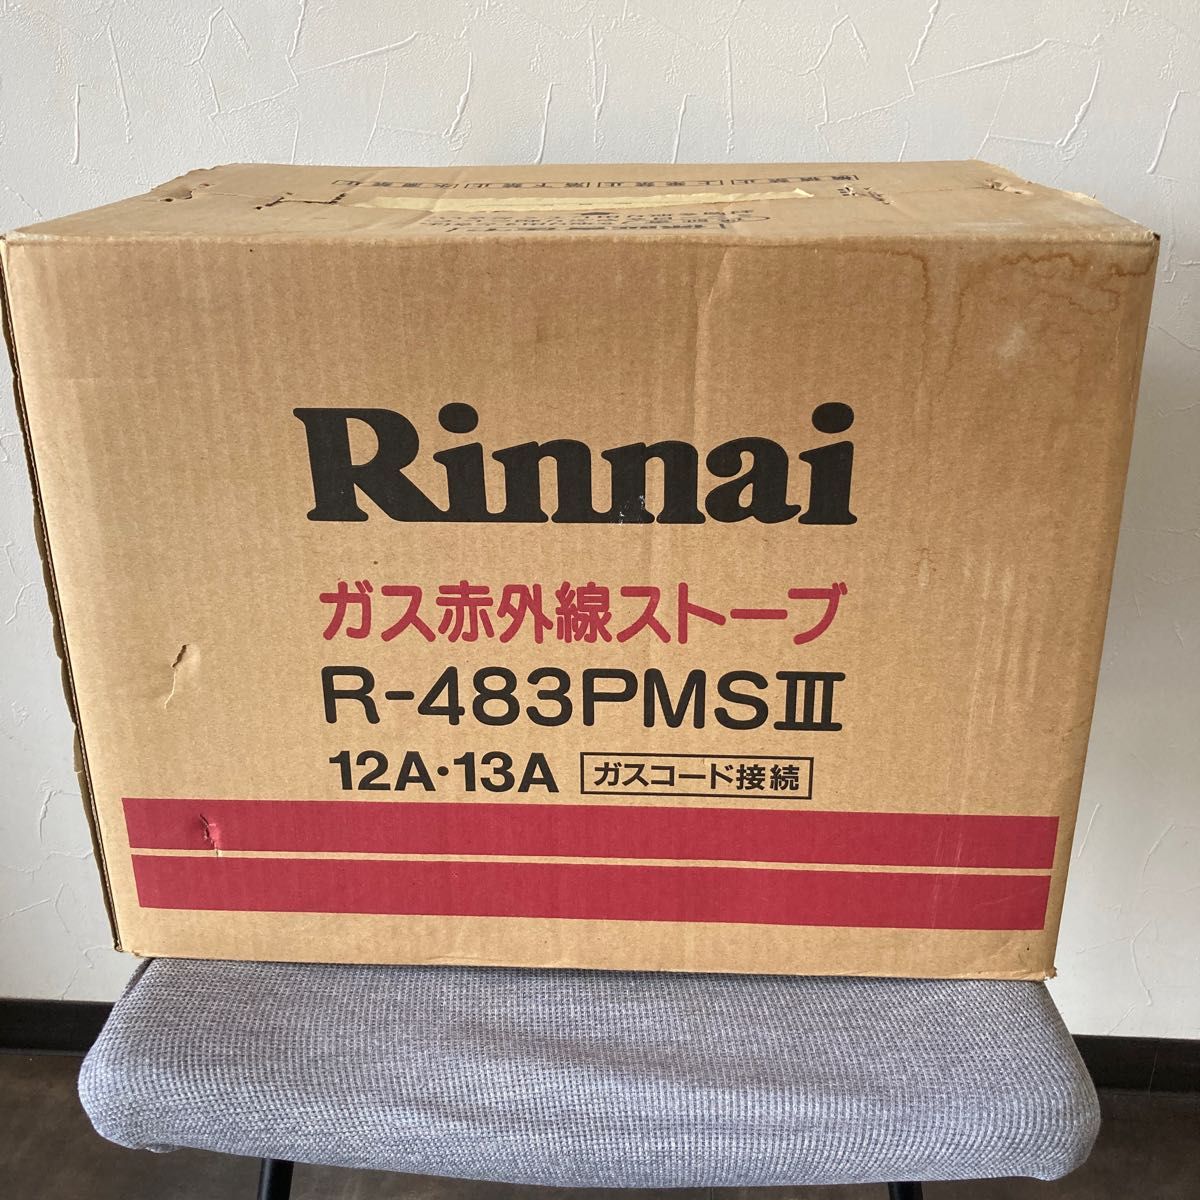 Rinnai
ガス赤外線ストーブ
R-483PMSⅢ
12A・13A ガスコード接続